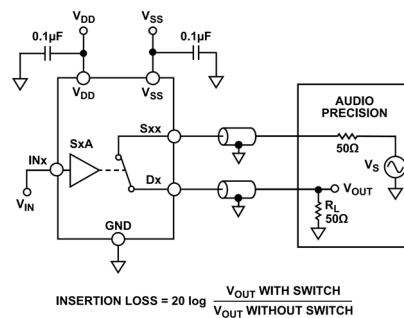 VDD
VSS
0.1µF
0.1µF
VDD
VSS
AUDIO
PRECISION
SxA
Sxx
50Ω
VS
INx
Dx
VOUT
VIN
RL
50Ω
GND
INSERTION LOSS = 20 log VOUT WITH SWITCH
VOUT WITHOUT SWITCH